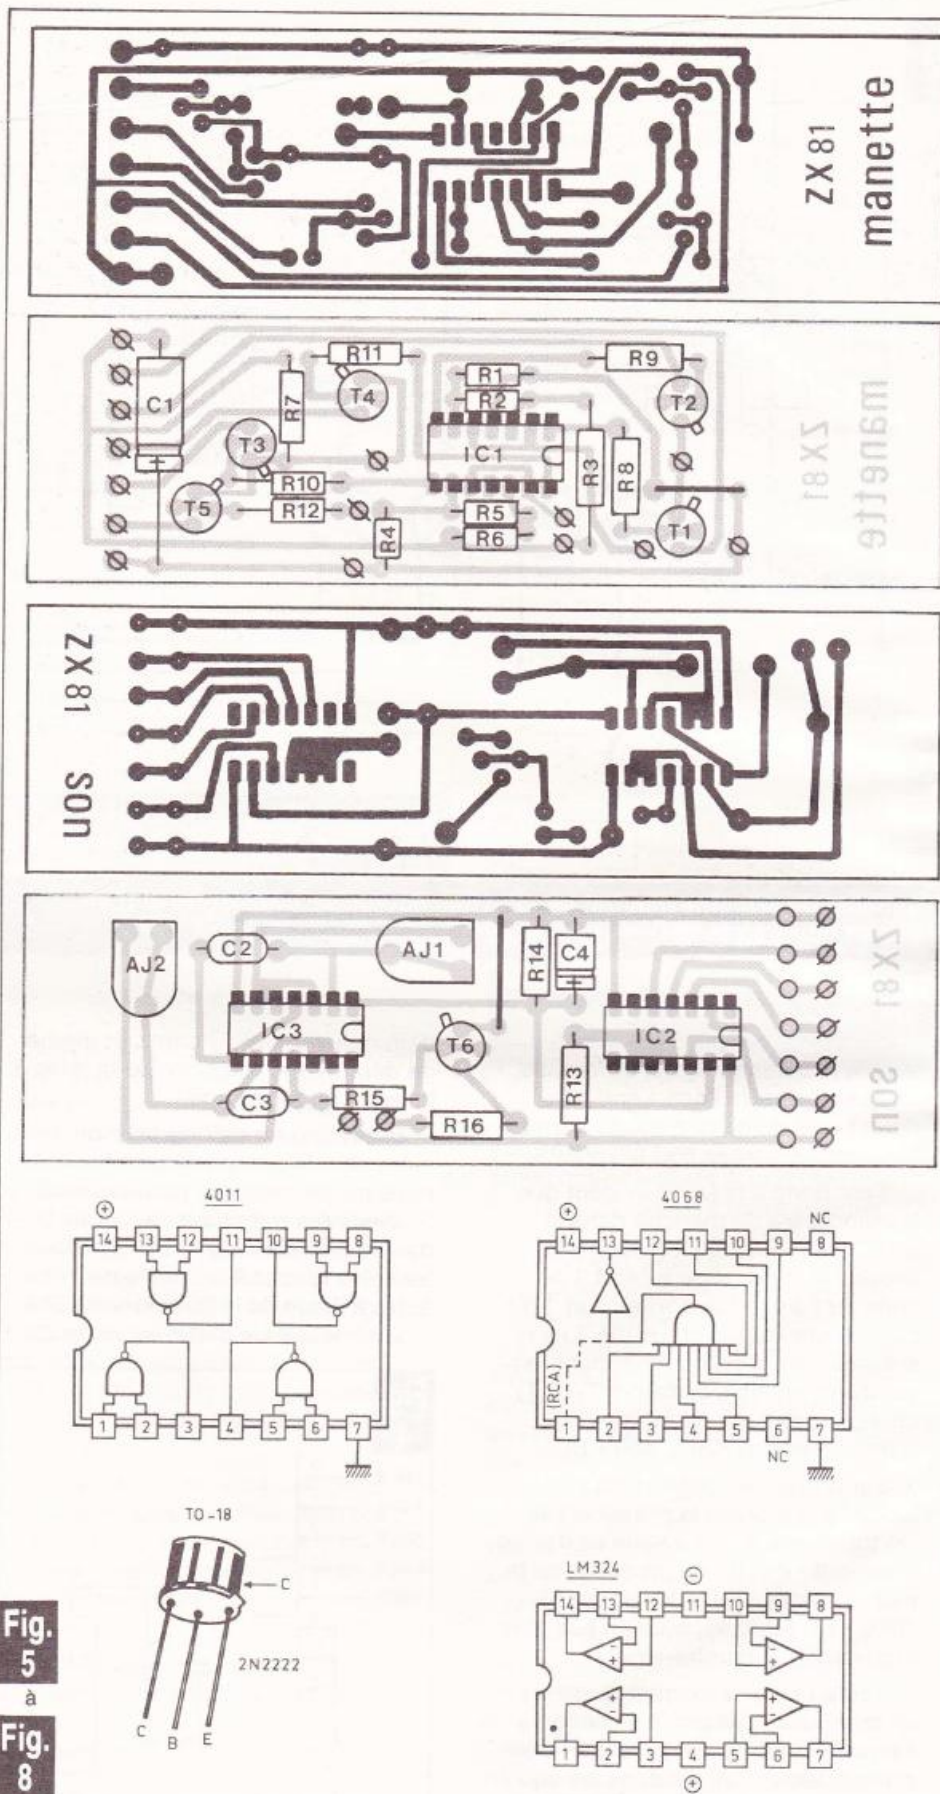 ZX 81
manette
R11
R9
R1
C1
R7
T4
R2
T2
T3
IC1
R3
R8
R10
T5
R12
R5
R4
R6
T1
manette
ZX 81
ZX 81
son
AJ2
C2
AJ1
R14
C4
IC3
T6
IC2
C3
R15
R13
R16
ZX 81
son
4011
⊕
14 13 12 11 10 9 8
1 2 3 4 5 6 7
4068
⊕
NC
14 13 12 11 10 9 8
(RCA)
1 2 3 4 5 6 7
NC
TO-18
C
2N2222
C B E
LM324
⊖
14 13 12 11 10 9 8
- + - +
- + - +
1 2 3 4 5 6 7
⊕
Fig. 5
à
Fig. 8